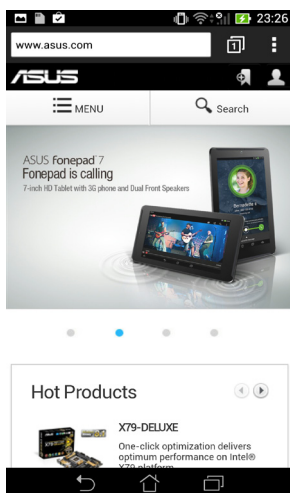 23:26
www.asus.com
1
ASUS
MENU
Search
ASUS Fonepad 7
Fonepad is calling
7-inch HD Tablet with 3G phone and Dual Front Speakers
Hot Products
X79-DELUXE
One-click optimization delivers
optimum performance on Intel®
X79 platform